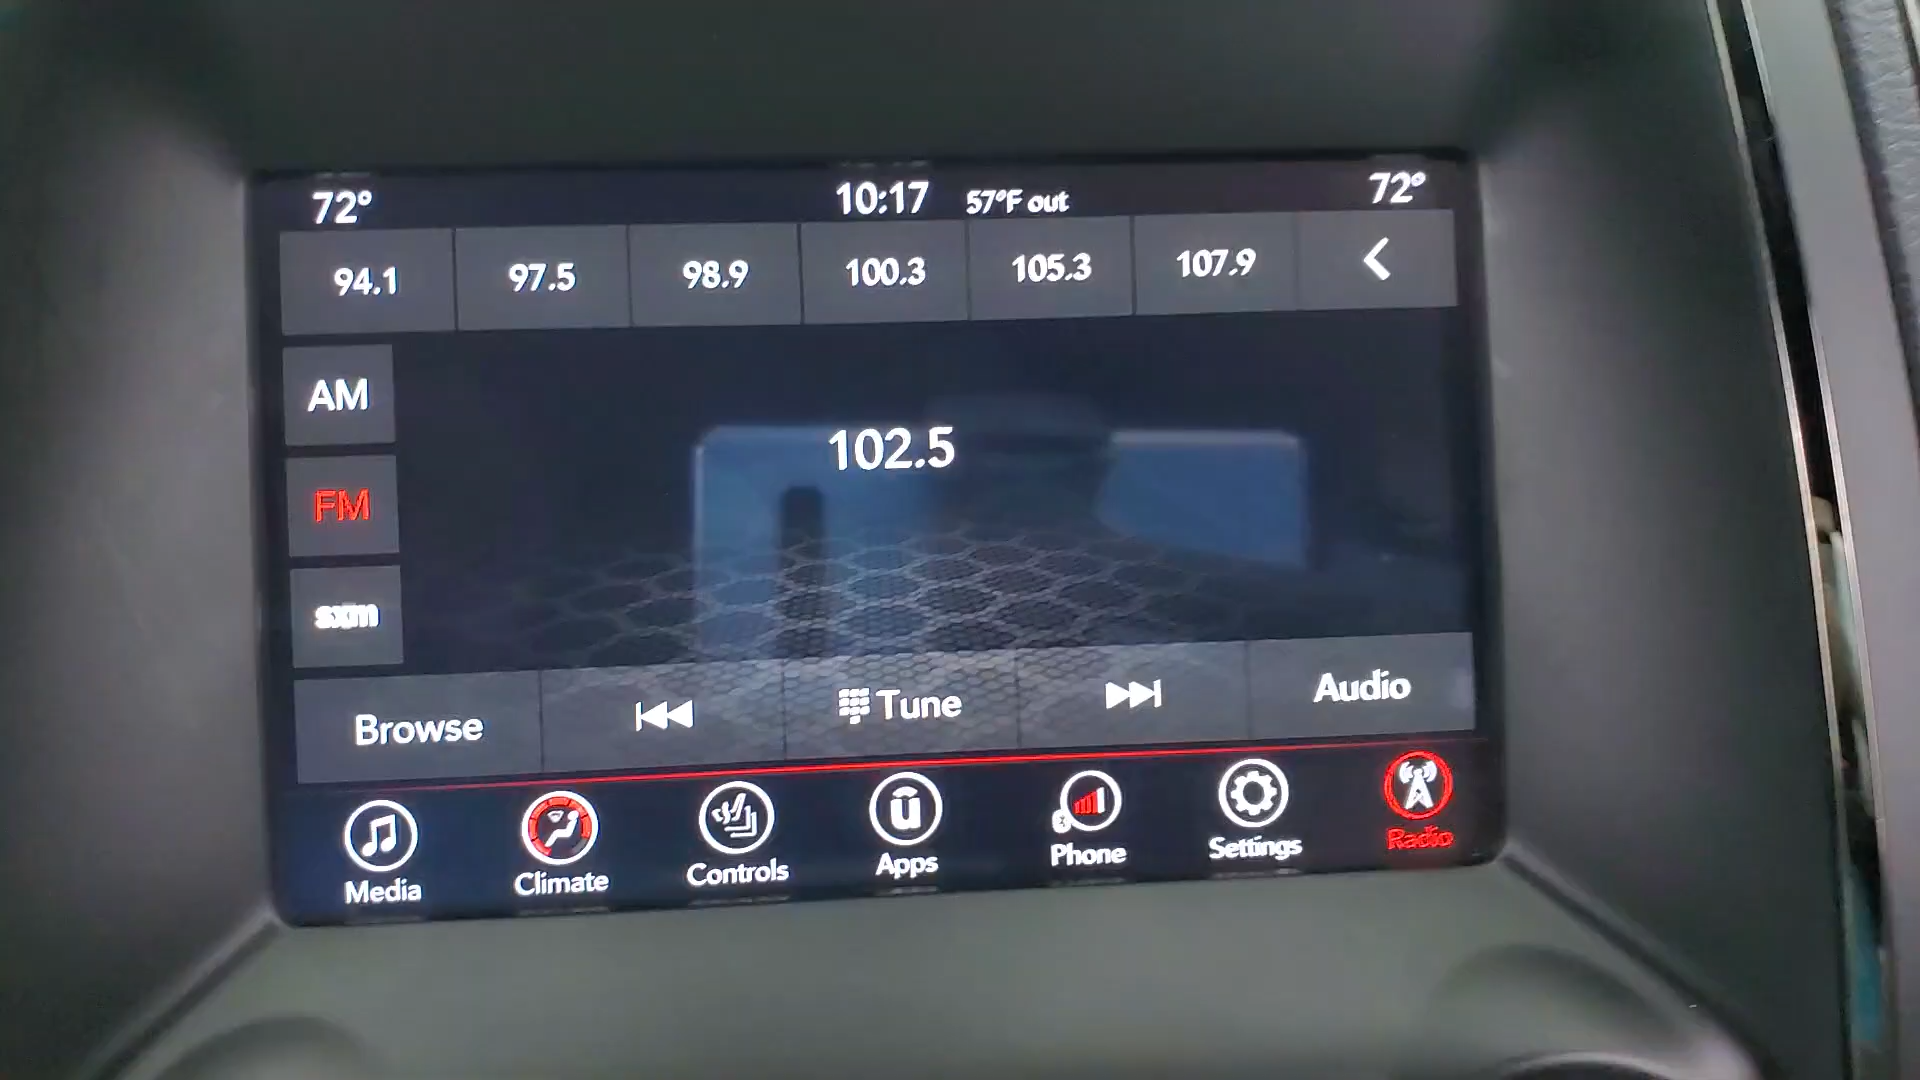 72° 10:17 57°F out 72°
94.1 97.5 98.9 100.3 105.3 107.9
AM
102.5
FM
sxm
Browse Tune Audio
Media Climate Controls Apps Phone Settings Radio